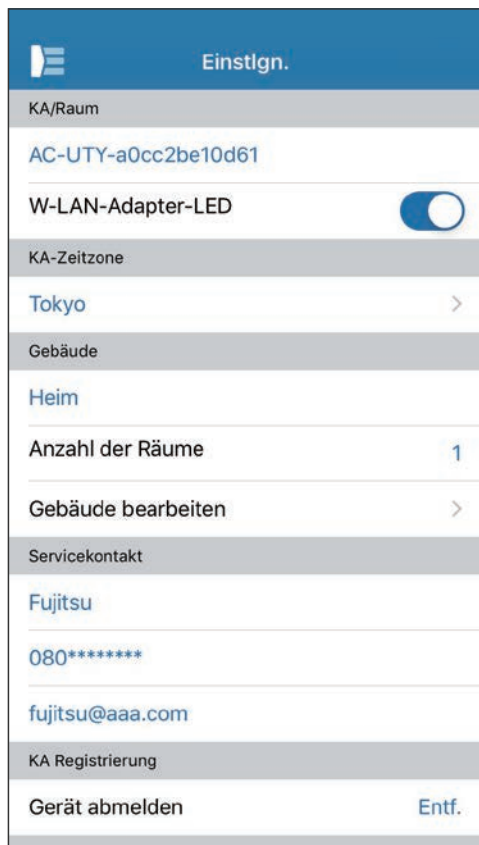 Einstlgn.
KA/Raum
AC-UTY-a0cc2be10d61
W-LAN-Adapter-LED
KA-Zeitzone
Tokyo
Gebäude
Heim
Anzahl der Räume 1
Gebäude bearbeiten
Servicekontakt
Fujitsu
080********
fujitsu@aaa.com
KA Registrierung
Gerät abmelden Entf.